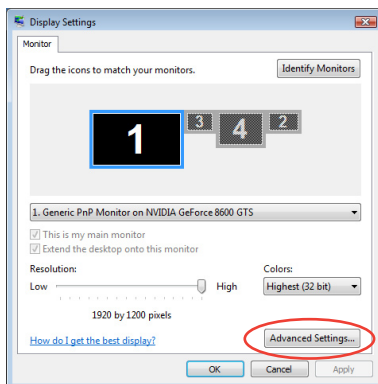 Display Settings
Monitor
Drag the icons to match your monitors.
Identify Monitors
1
3
4
2
1. Generic PnP Monitor on NVIDIA GeForce 8600 GTS
This is my main monitor
Extend the desktop onto this monitor
Resolution:
Colors:
Low
High
Highest (32 bit)
1920 by 1200 pixels
How do I get the best display?
Advanced Settings...
OK
Cancel
Apply